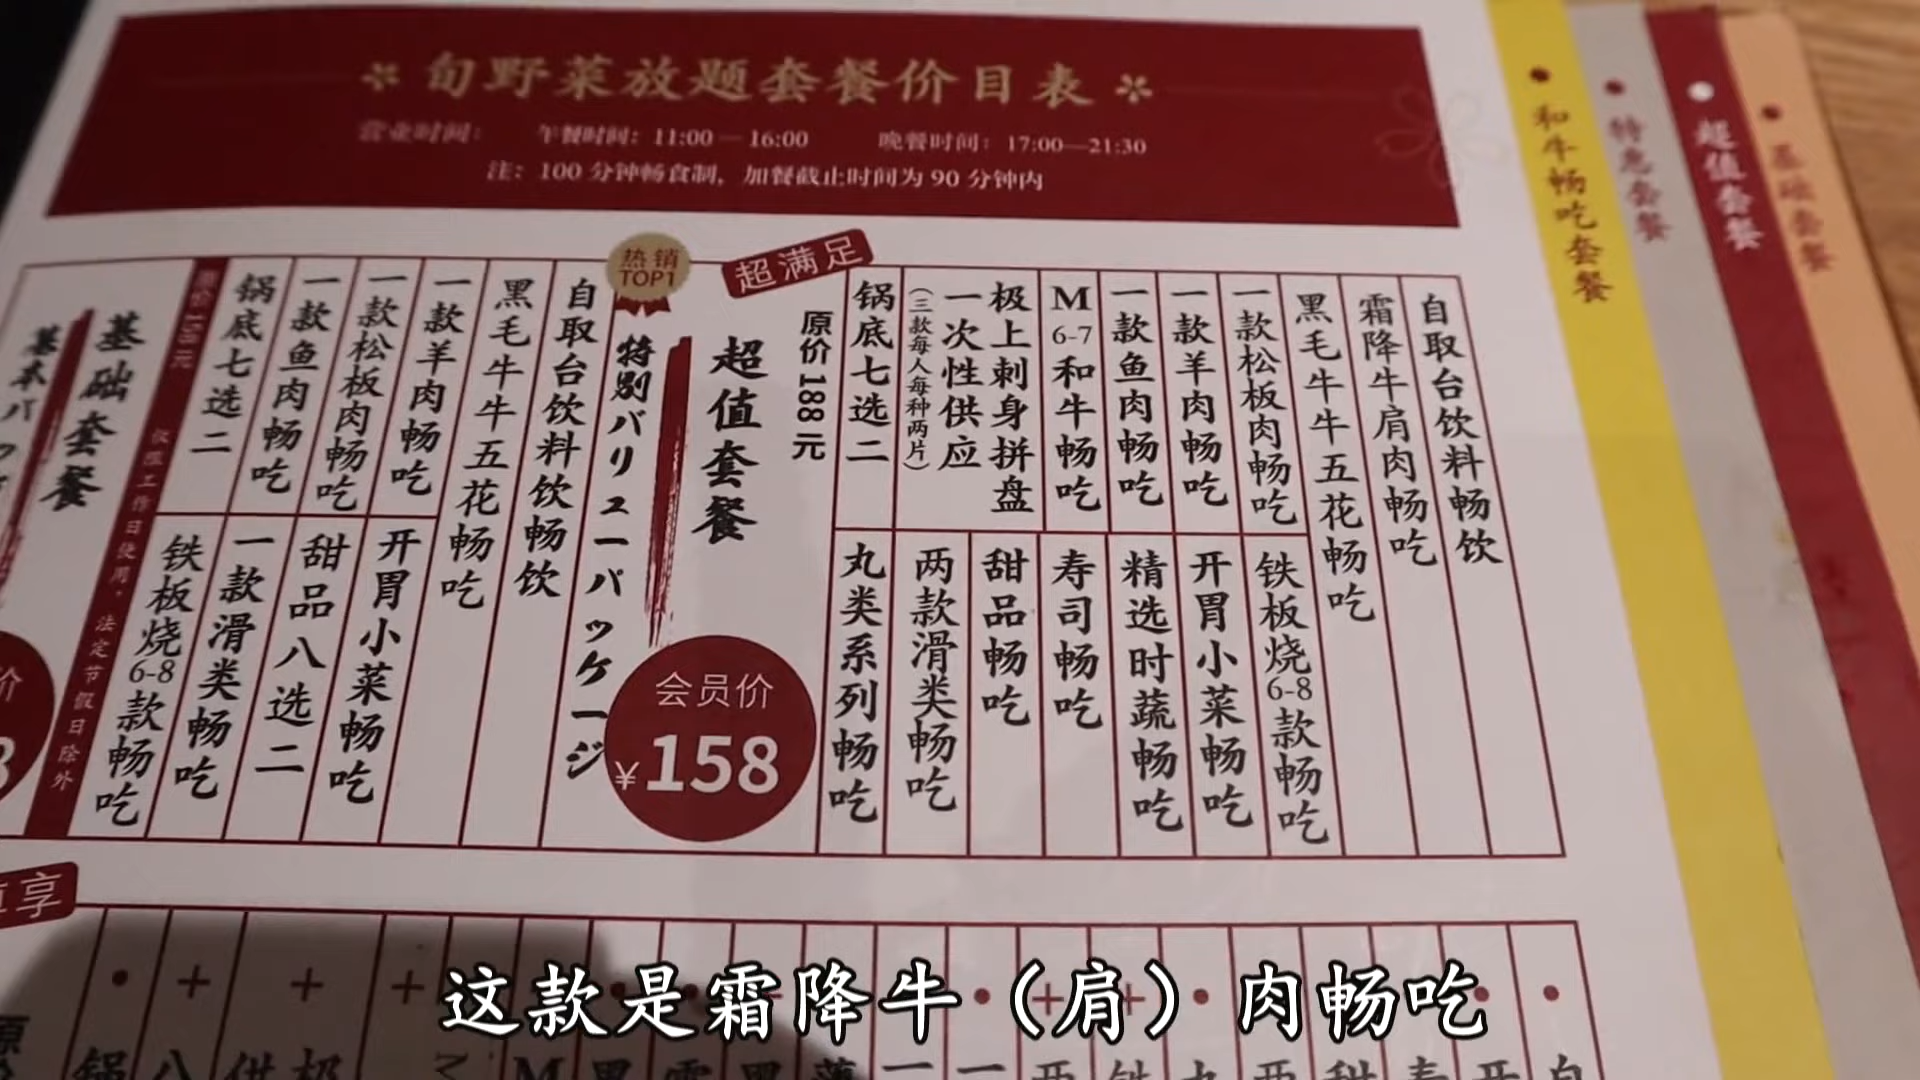 旬野菜放题套餐价目表
营业时间： 午餐时间：11:00 — 16:00 晚餐时间：17:00—21:30
注：100 分钟畅食制，加餐截止时间为 90 分钟内
和牛畅吃套餐
特惠套餐
超值套餐
基础套餐
基础套餐
原价 158 元
仅限工作日使用，法定节假日除外
锅底七选二
一款鱼肉畅吃
一款松板肉畅吃
一款羊肉畅吃
黑毛牛牛五花畅吃
自取台饮料饮畅饮
铁板烧6-8款畅吃
一款滑类畅吃
甜品八选二
开胃小菜畅吃
热销
TOP1
超满足
特别バリューパッケージ
超值套餐
原价 188 元
会员价
¥158
锅底七选二
极上刺身拼盘
一次性供应
（三款每人每种两片）
M6-7和牛畅吃
一款鱼肉畅吃
一款羊肉畅吃
一款松板肉畅吃
黑毛牛牛五花畅吃
霜降牛肩肉畅吃
自取台饮料畅饮
丸类系列畅吃
两款滑类畅吃
甜品畅吃
寿司畅吃
精选时蔬畅吃
开胃小菜畅吃
铁板烧6-8款畅吃
这款是霜降牛（肩）肉畅吃